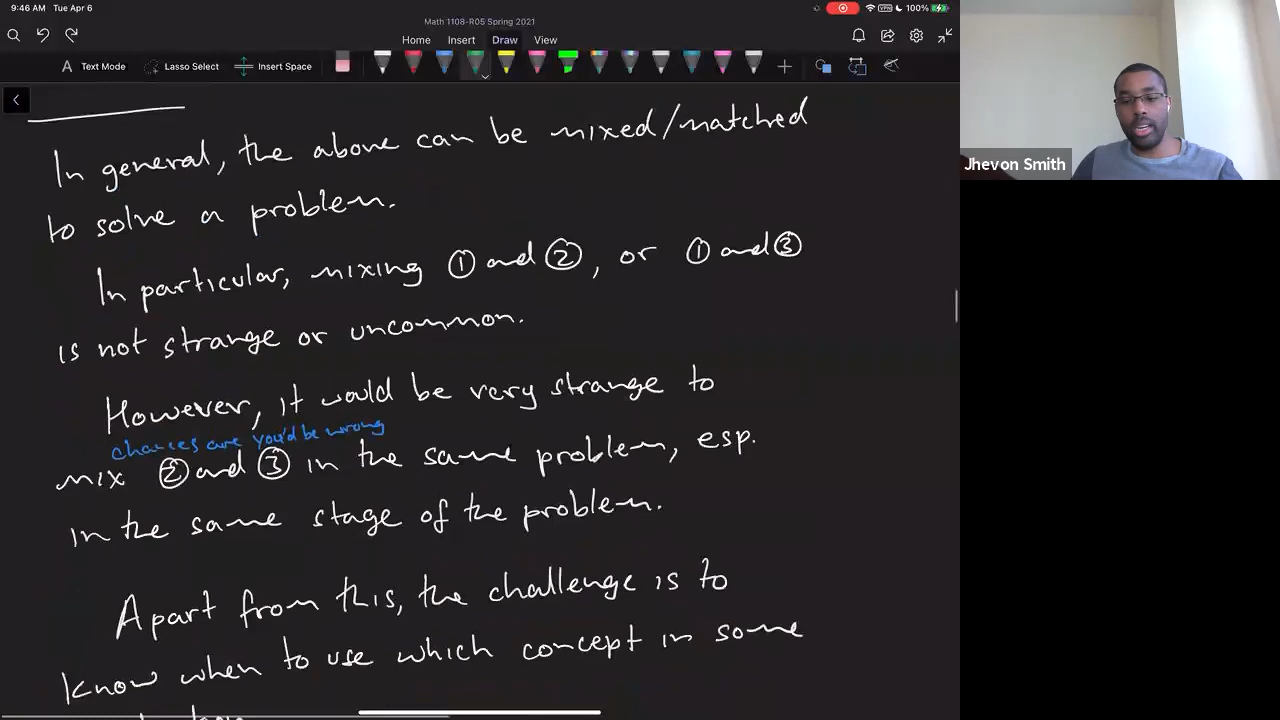 9:46 AM Tue Apr 6
VPN 100%
Math 1108-R05 Spring 2021
Home Insert Draw View
Text Mode Lasso Select Insert Space
Jhevon Smith
In general, the above can be mixed/matched
to solve a problem.
In particular, mixing ① and ②, or ① and ③
is not strange or uncommon.
However, it would be very strange to
chances are you'd be wrong
mix ② and ③ in the same problem, esp.
in the same stage of the problem.
Apart from this, the challenge is to
know when to use which concept in some